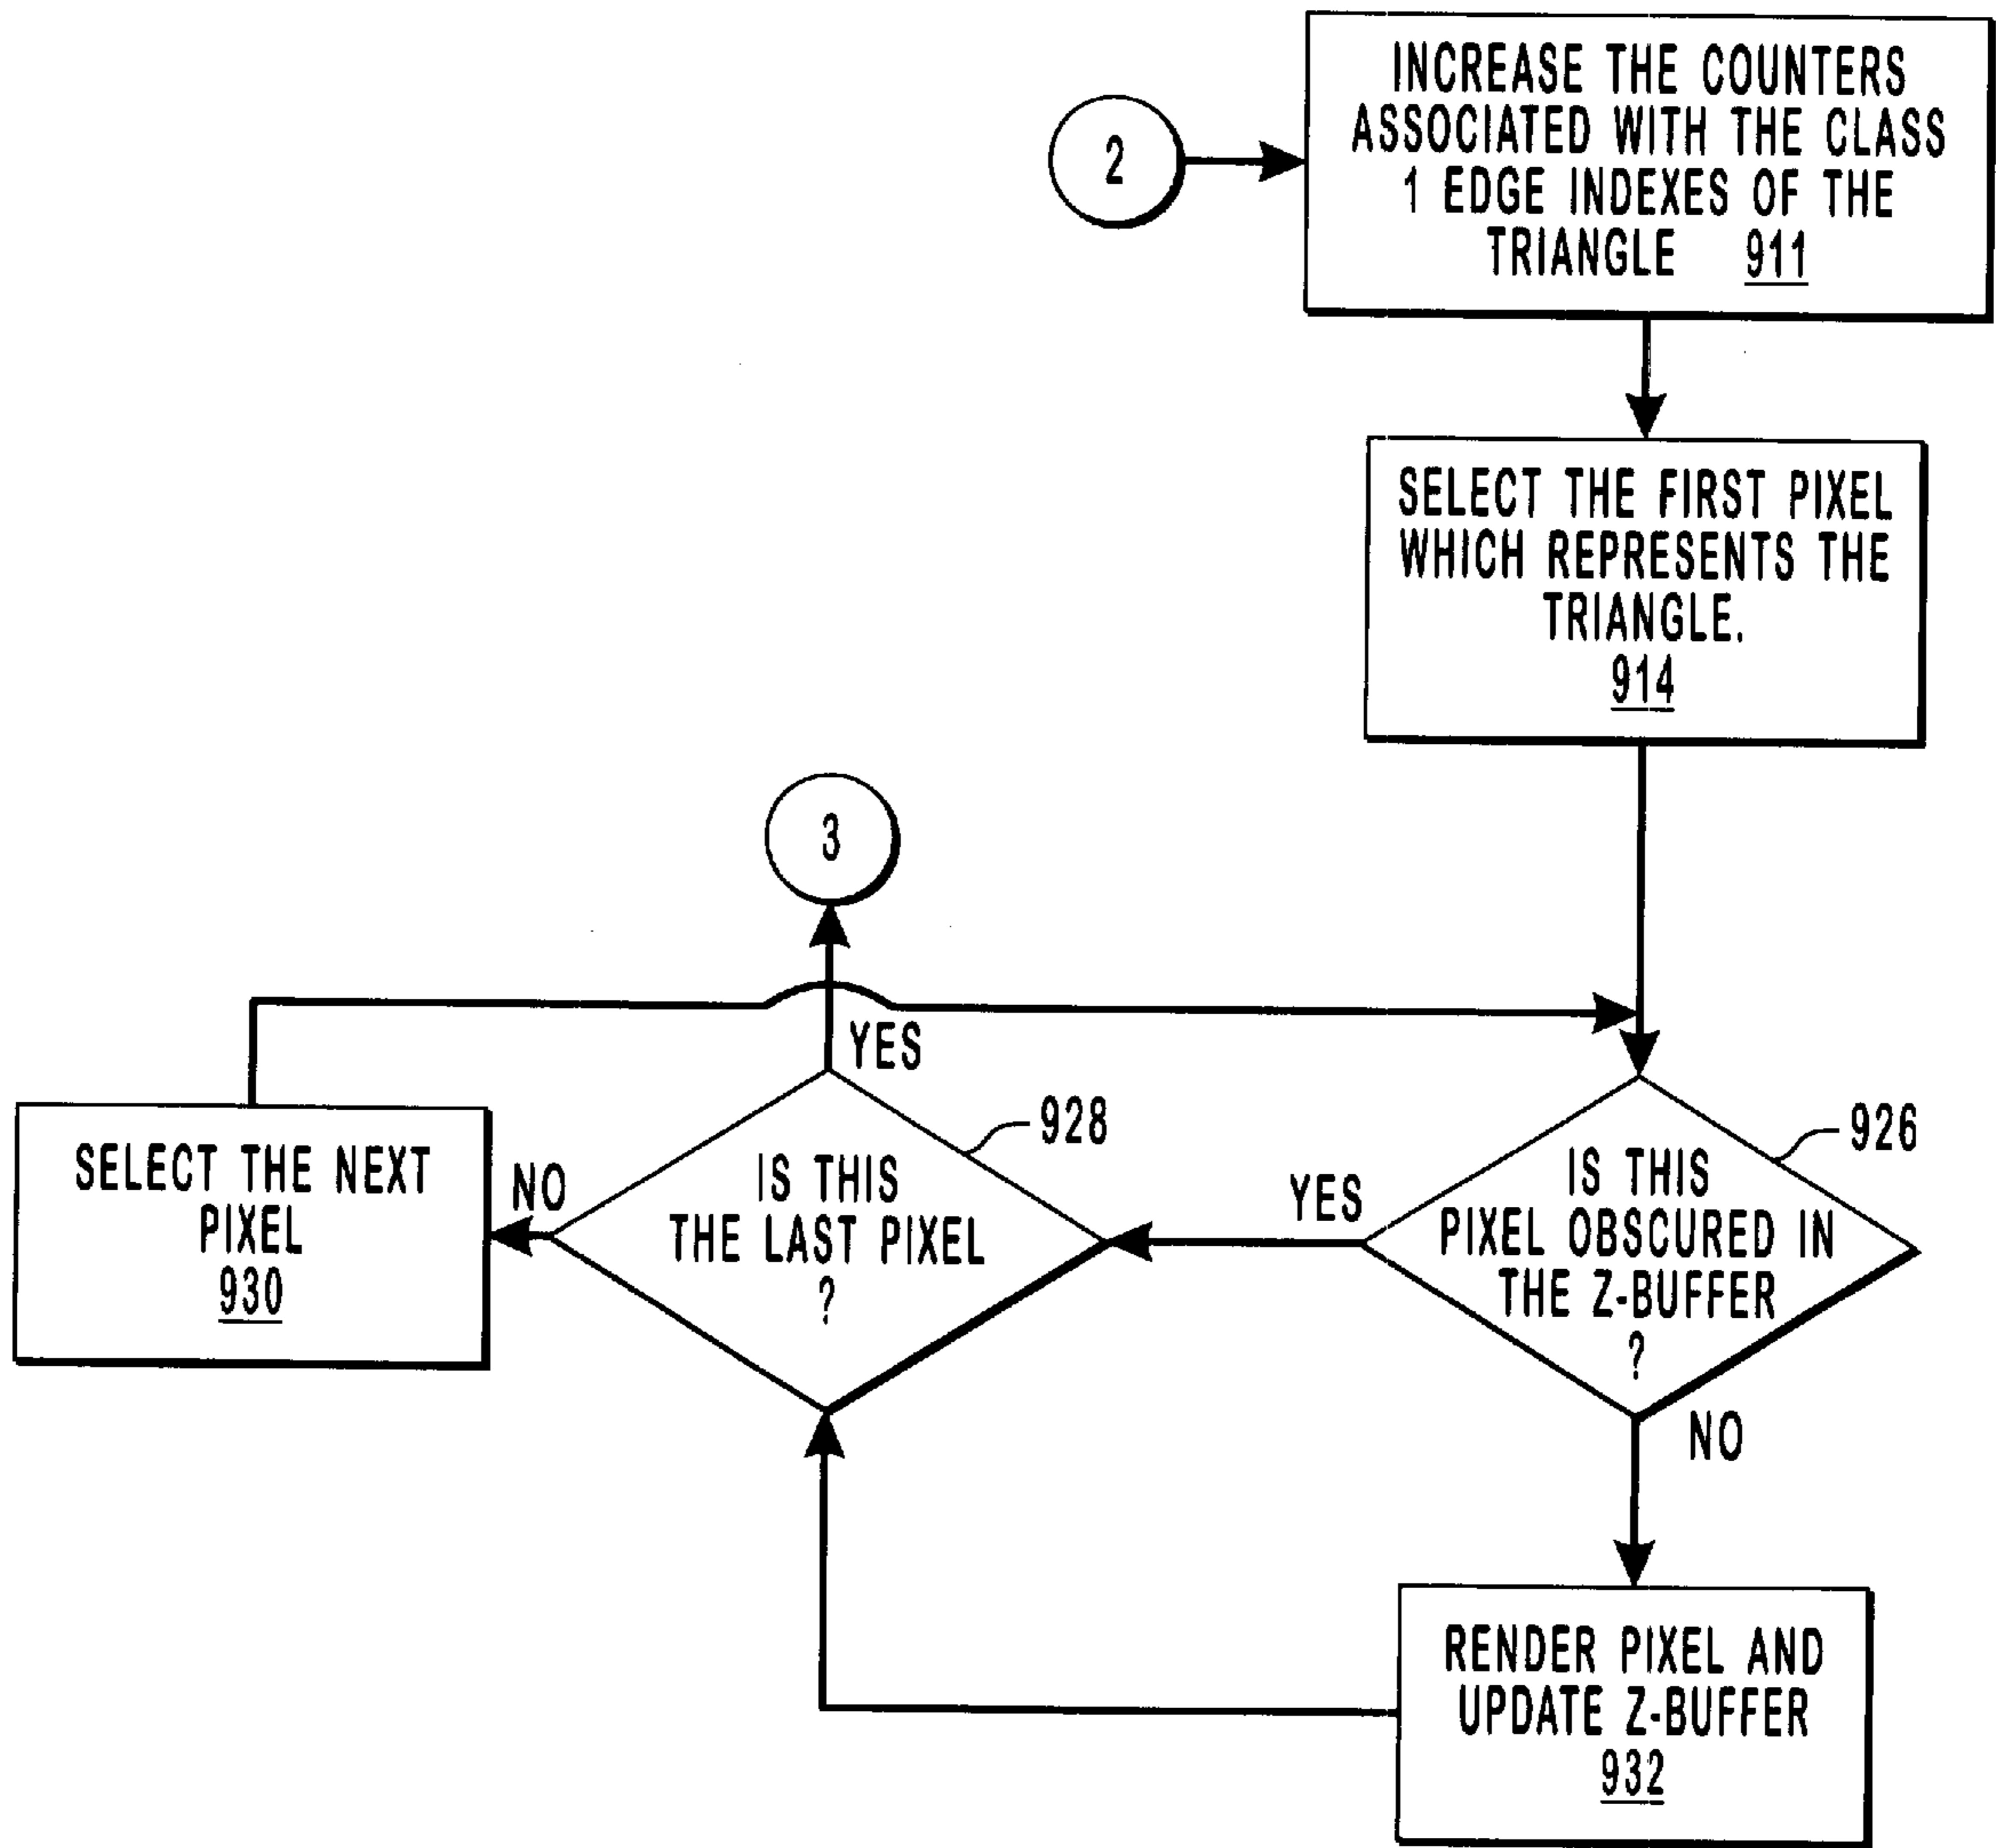 2
INCREASE THE COUNTERS
ASSOCIATED WITH THE CLASS
1 EDGE INDEXES OF THE
TRIANGLE 911
SELECT THE FIRST PIXEL
WHICH REPRESENTS THE
TRIANGLE.
914
3
YES
SELECT THE NEXT
PIXEL
930
NO
928
IS THIS
THE LAST PIXEL
?
YES
926
IS THIS
PIXEL OBSCURED IN
THE Z-BUFFER
?
NO
RENDER PIXEL AND
UPDATE Z-BUFFER
932